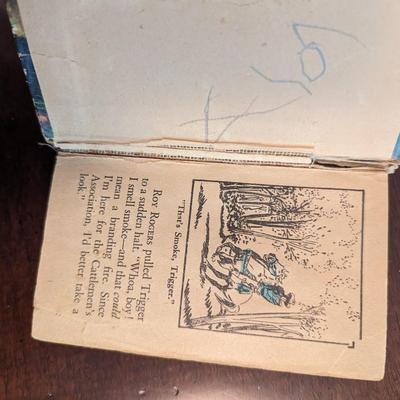 "That's Smoke, Trigger."
ROY ROGERS pulled Trigger
to a sudden halt. "Whoa, boy!
I smell smoke—and that could
mean a branding fire. Since
I'm here for the Cattlemen's
Association, I'd better take a
look."